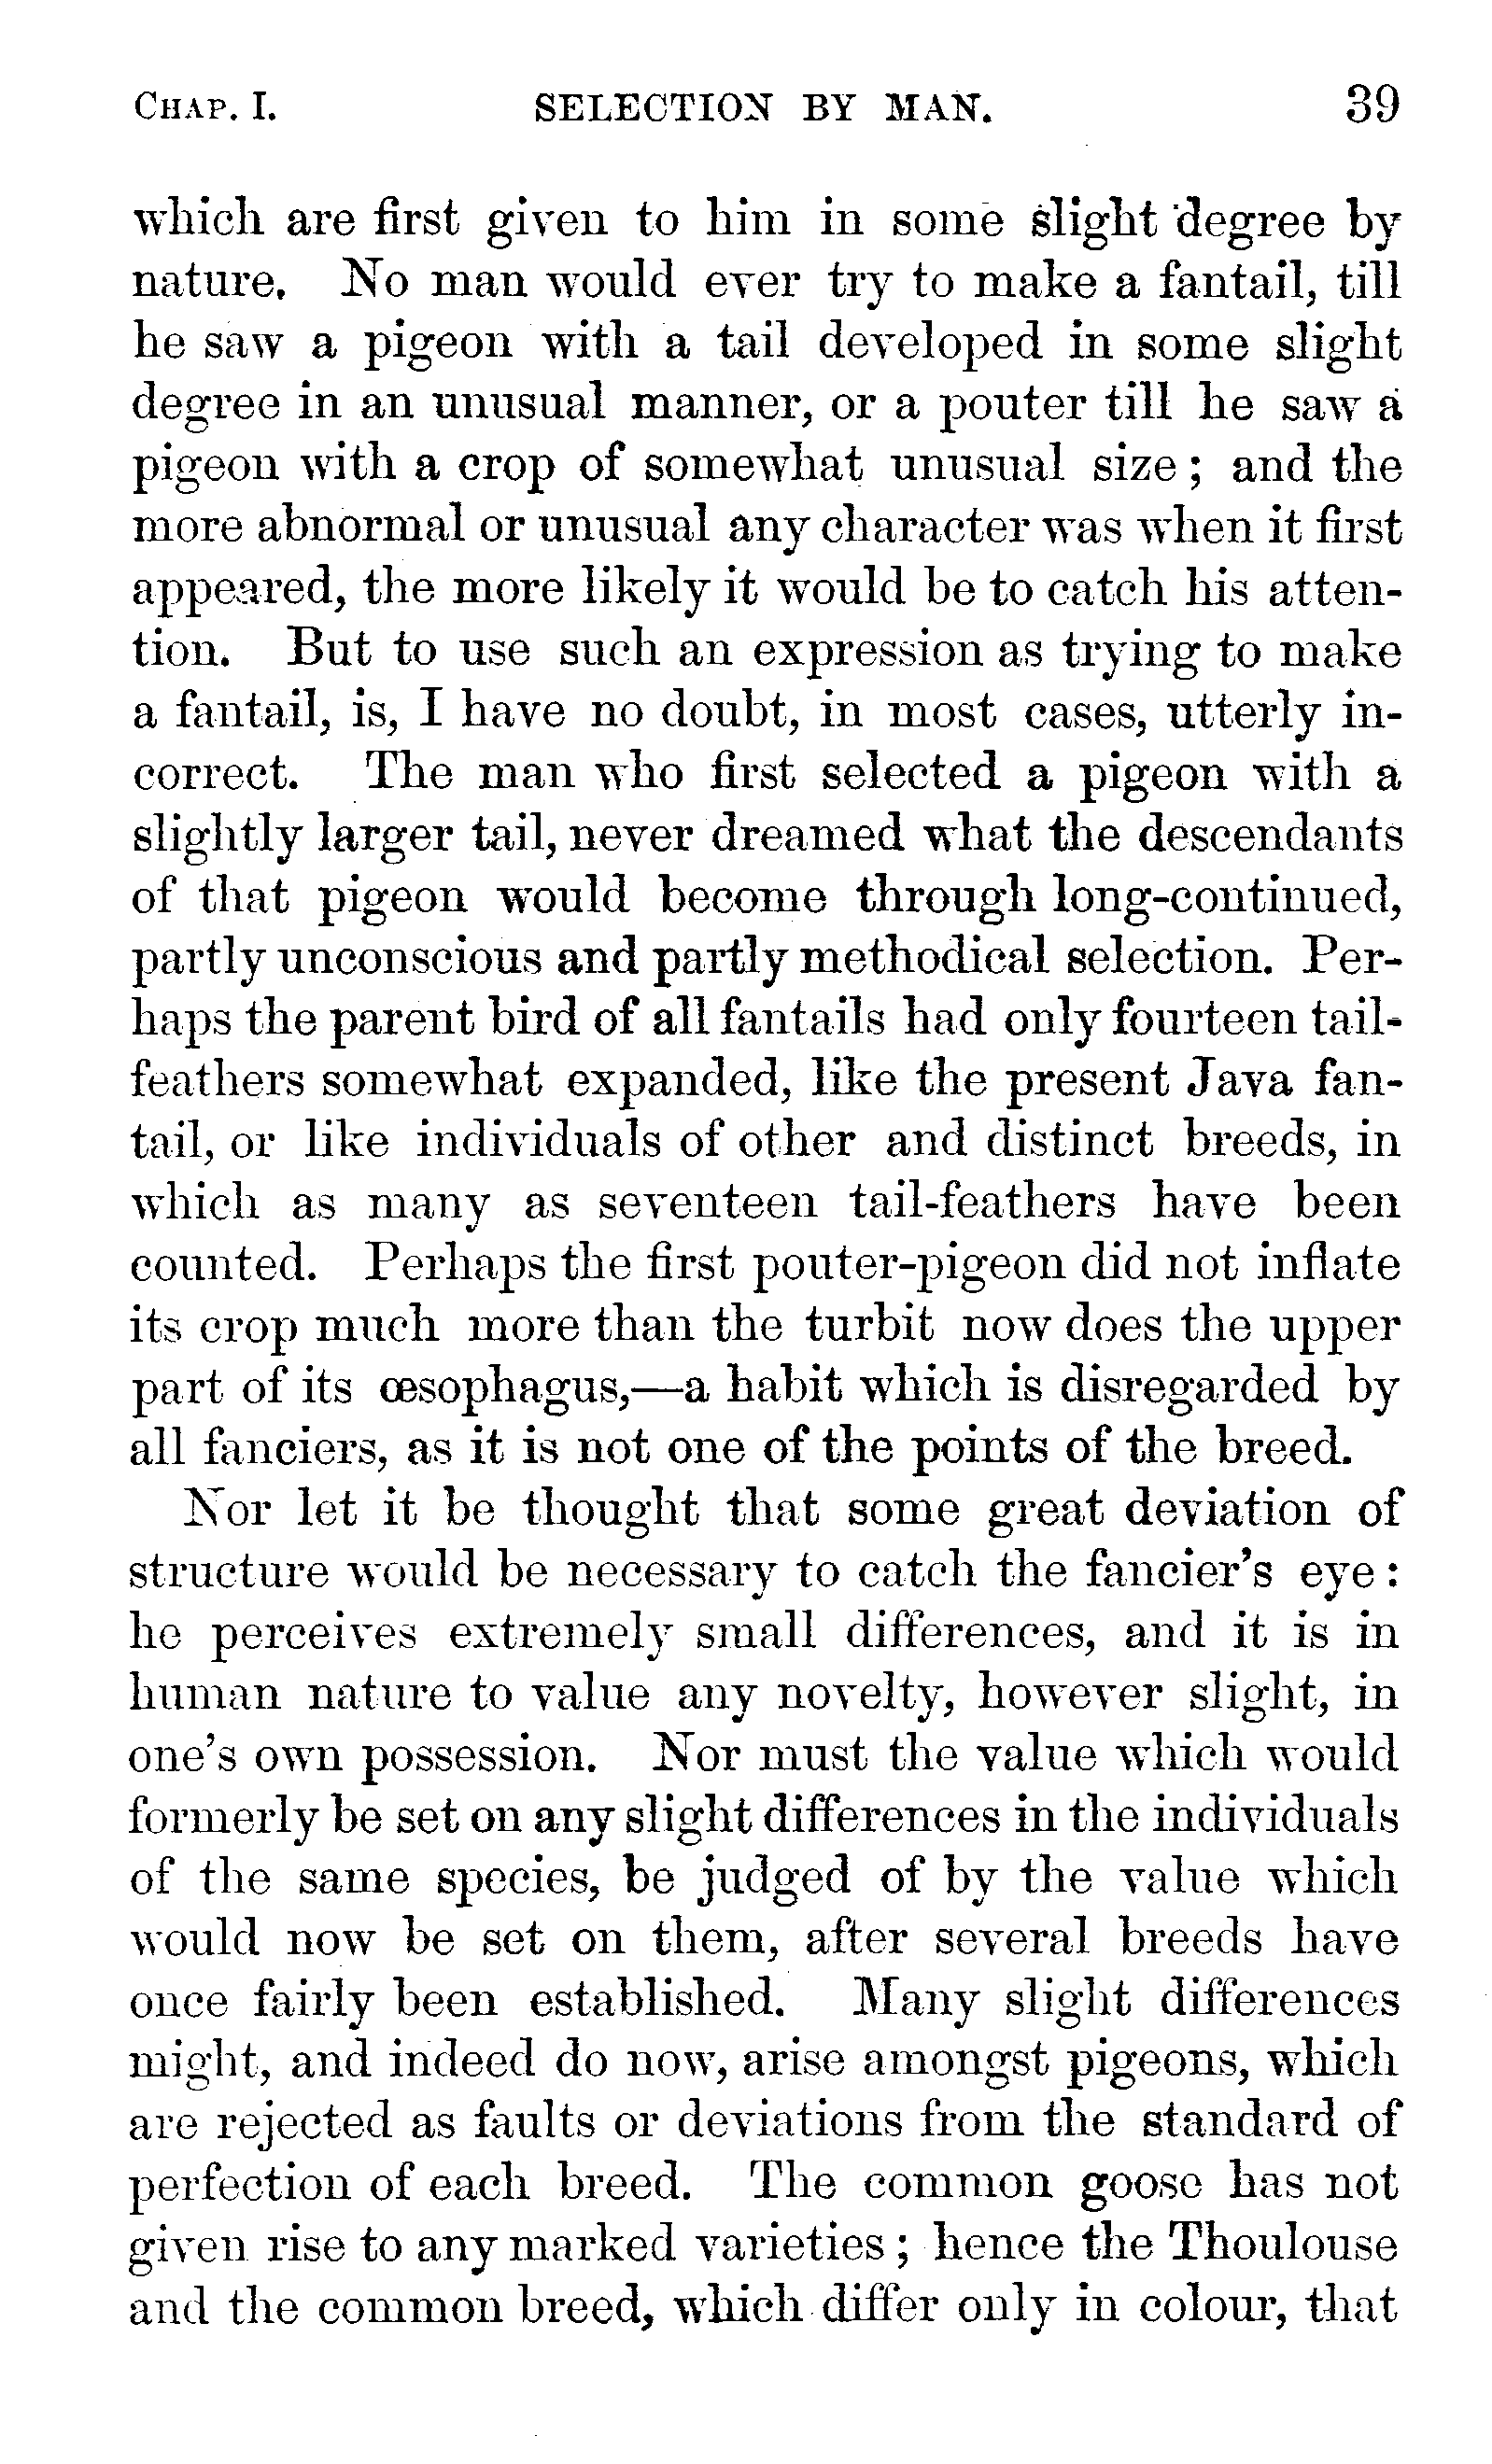 CHAP. I. SELECTION BY MAN. 39
which are first given to him in some slight degree by
nature. No man would ever try to make a fantail, till
he saw a pigeon with a tail developed in some slight
degree in an unusual manner, or a pouter till he saw a
pigeon with a crop of somewhat unusual size; and the
more abnormal or unusual any character was when it first
appeared, the more likely it would be to catch his atten-
tion. But to use such an expression as trying to make
a fantail, is, I have no doubt, in most cases, utterly in-
correct. The man who first selected a pigeon with a
slightly larger tail, never dreamed what the descendants
of that pigeon would become through long-continued,
partly unconscious and partly methodical selection. Per-
haps the parent bird of all fantails had only fourteen tail-
feathers somewhat expanded, like the present Java fan-
tail, or like individuals of other and distinct breeds, in
which as many as seventeen tail-feathers have been
counted. Perhaps the first pouter-pigeon did not inflate
its crop much more than the turbit now does the upper
part of its œsophagus,—a habit which is disregarded by
all fanciers, as it is not one of the points of the breed.
Nor let it be thought that some great deviation of
structure would be necessary to catch the fancier's eye:
he perceives extremely small differences, and it is in
human nature to value any novelty, however slight, in
one's own possession. Nor must the value which would
formerly be set on any slight differences in the individuals
of the same species, be judged of by the value which
would now be set on them, after several breeds have
once fairly been established. Many slight differences
might, and indeed do now, arise amongst pigeons, which
are rejected as faults or deviations from the standard of
perfection of each breed. The common goose has not
given rise to any marked varieties; hence the Thoulouse
and the common breed, which differ only in colour, that